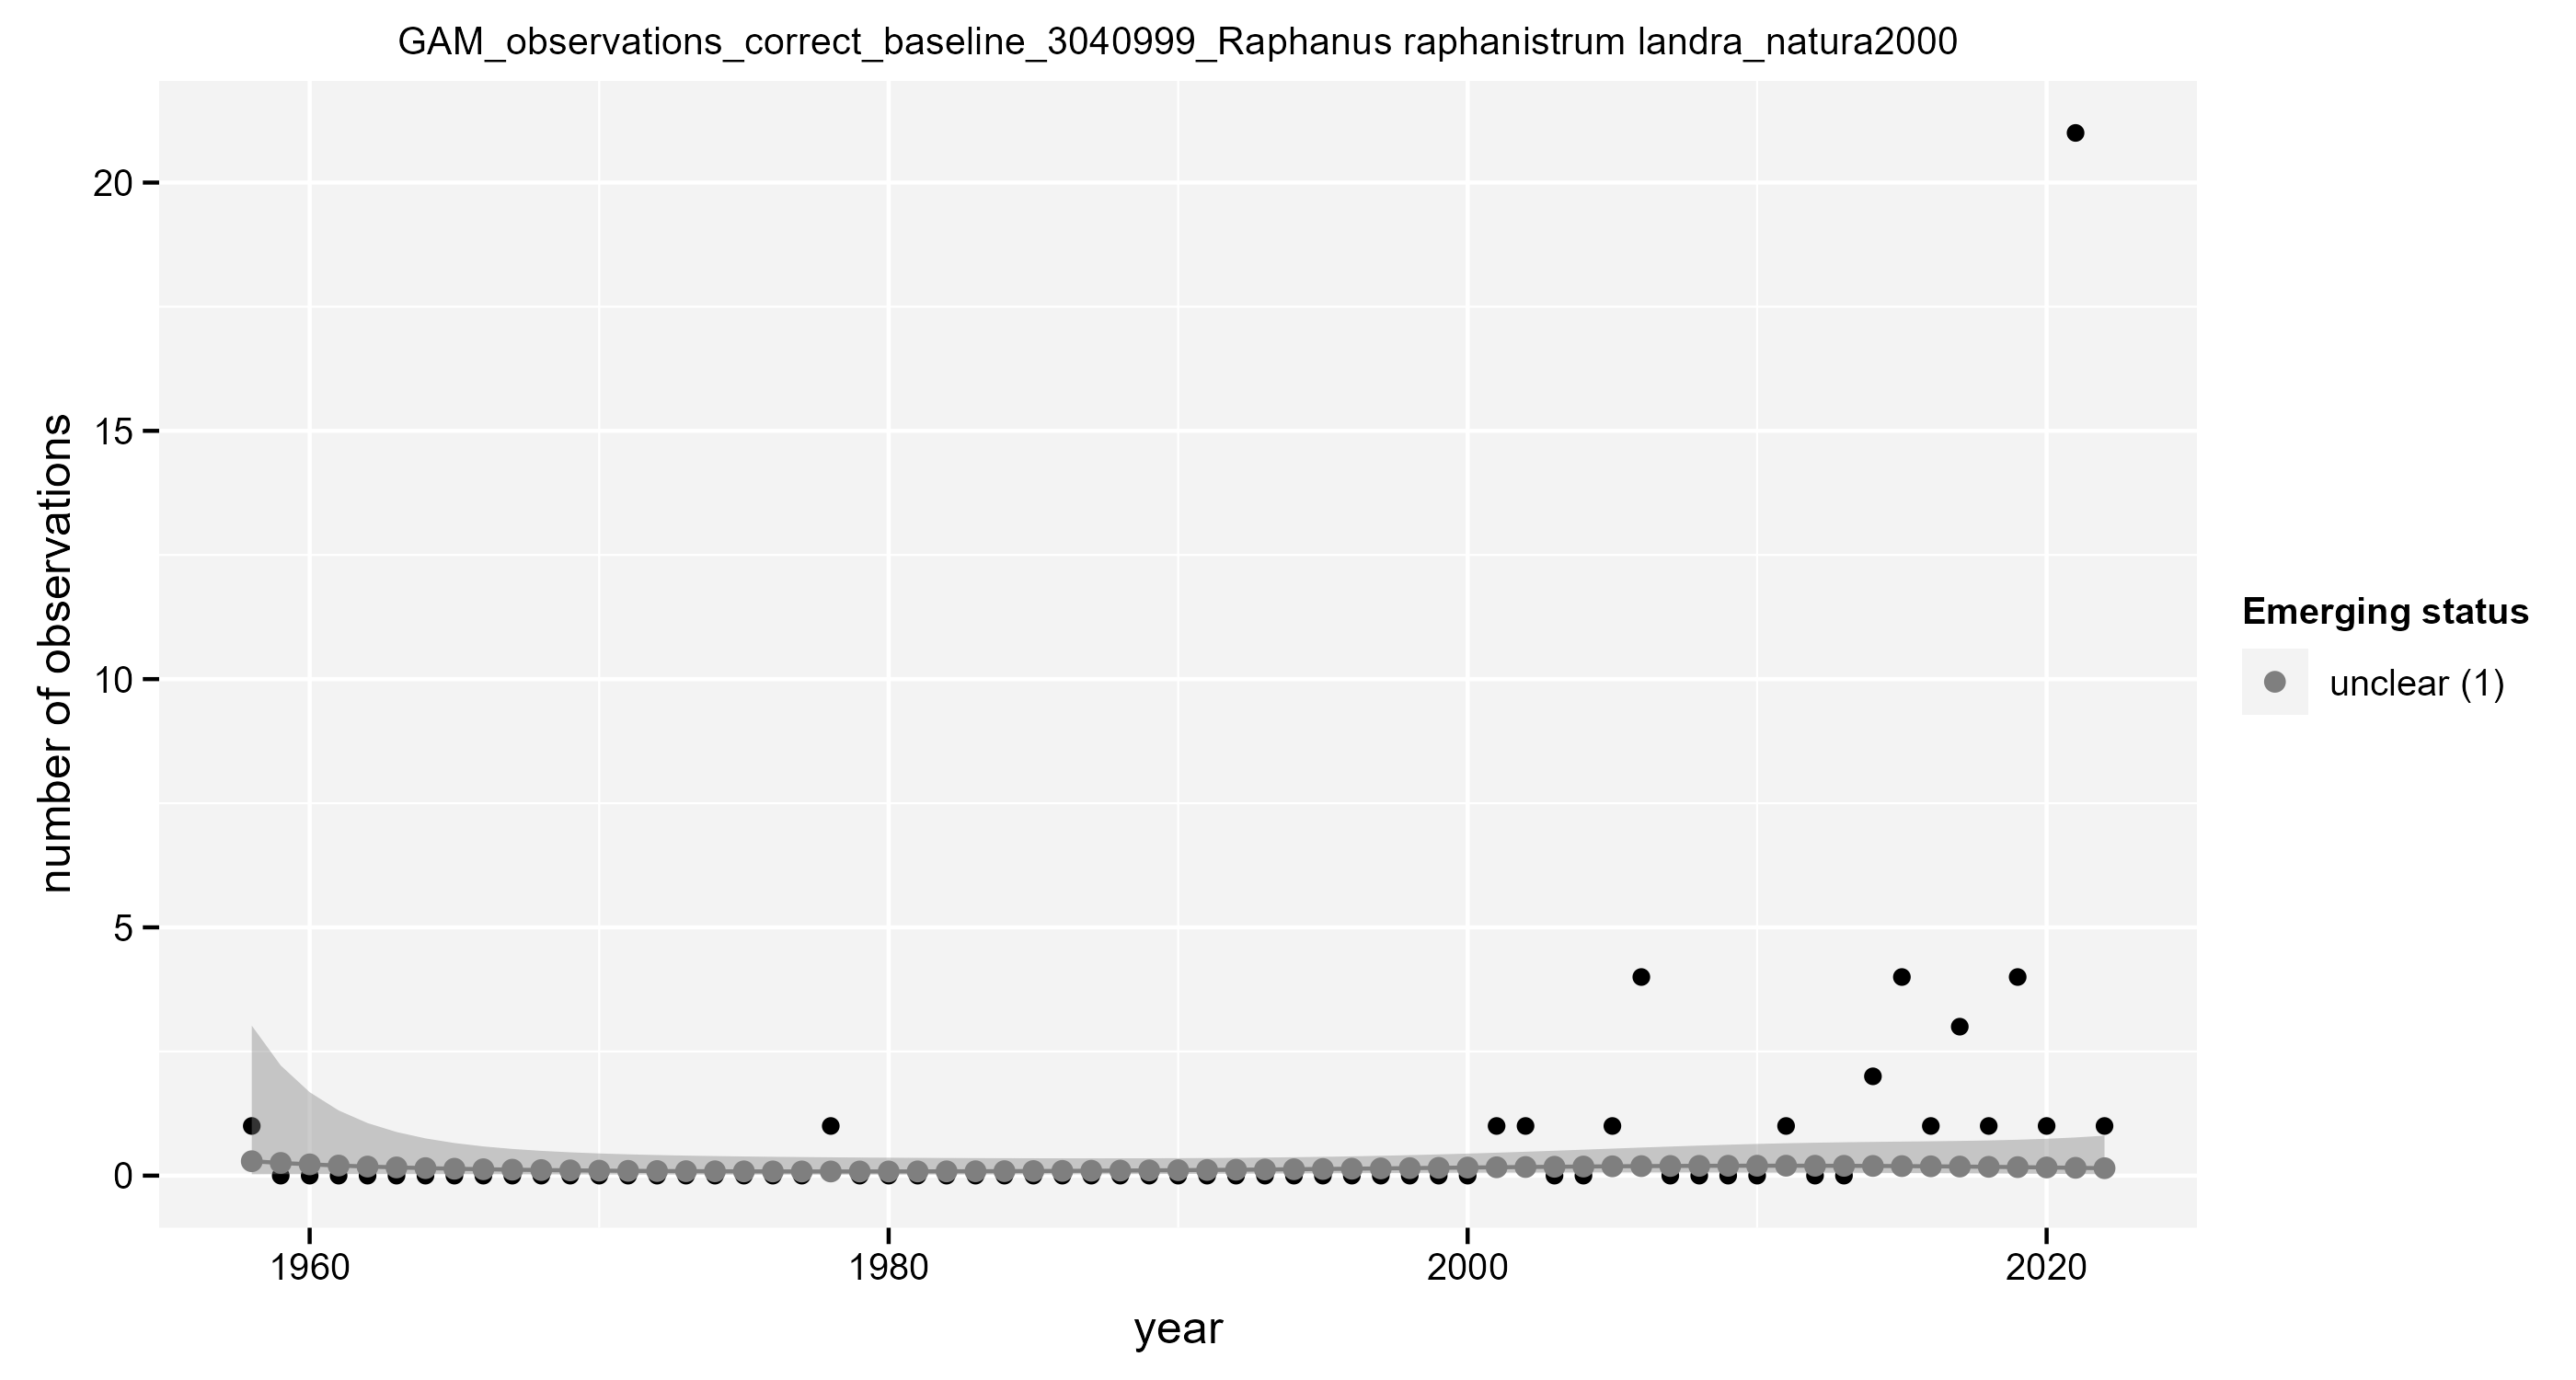 GAM_observations_correct_baseline_3040999_Raphanus raphanistrum landra_natura2000
number of observations
20
15
10
5
0
1960 1980 2000 2020
year
Emerging status
unclear (1)